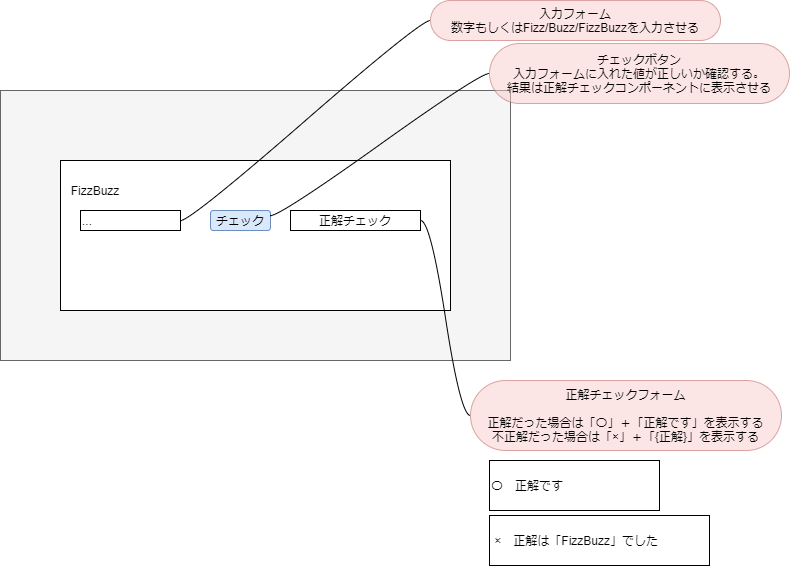 入力フォーム
数字もしくはFizz/Buzz/FizzBuzzを入力させる
チェックボタン
入力フォームに入れた値が正しいか確認する。
結果は正解チェックコンポーネントに表示させる
FizzBuzz
...
チェック
正解チェック
正解チェックフォーム
正解だった場合は「〇」+「正解です」を表示する
不正解だった場合は「×」+「{正解}」を表示する
〇　正解です
×　正解は「FizzBuzz」でした